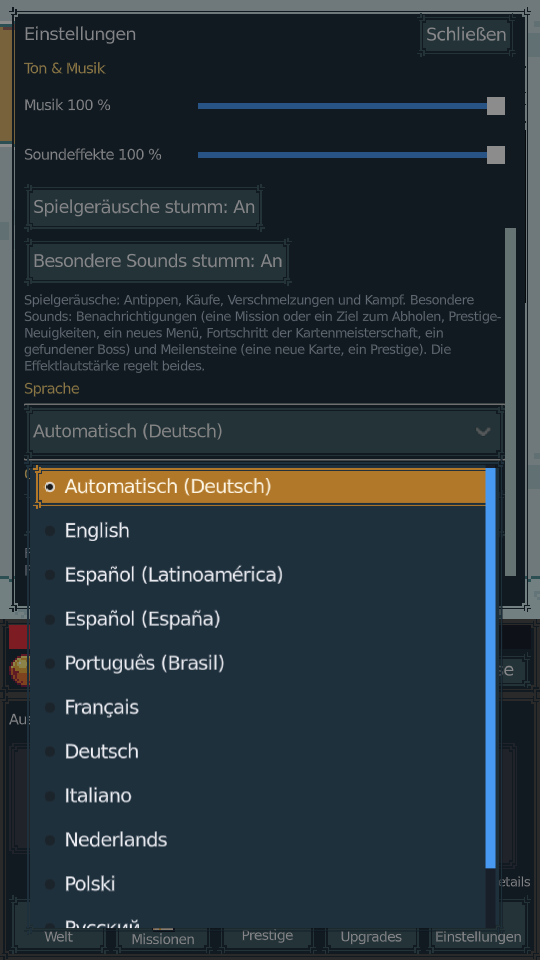 Einstellungen
Schließen
Ton & Musik
Musik 100 %
Soundeffekte 100 %
Spielgeräusche stumm: An
Besondere Sounds stumm: An
Spielgeräusche: Antippen, Käufe, Verschmelzungen und Kampf. Besondere
Sounds: Benachrichtigungen (eine Mission oder ein Ziel zum Abholen, Prestige-
Neuigkeiten, ein neues Menü, Fortschritt der Kartenmeisterschaft, ein
gefundener Boss) und Meilensteine (eine neue Karte, ein Prestige). Die
Effektlautstärke regelt beides.
Sprache
Automatisch (Deutsch)
Automatisch (Deutsch)
English
Español (Latinoamérica)
Español (España)
Português (Brasil)
Français
Deutsch
Italiano
Nederlands
Polski
Русский
Welt
Missionen
Prestige
Upgrades
Einstellungen